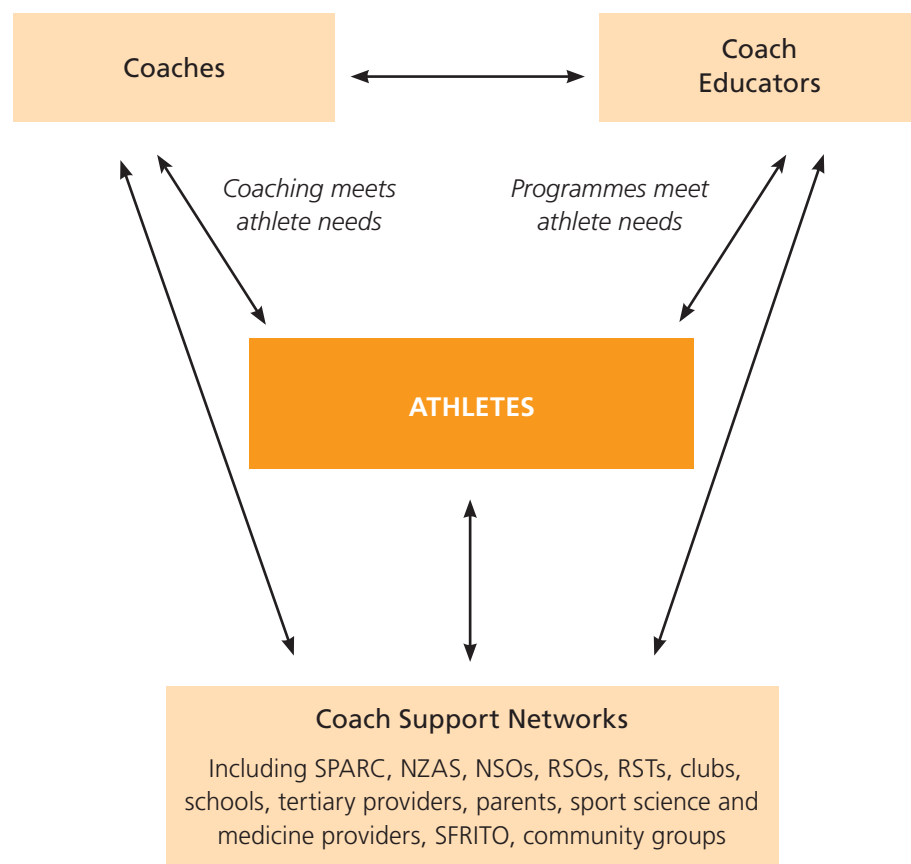 Coaches
Coach
Educators
Coaching meets
athlete needs
Programmes meet
athlete needs
ATHLETES
Coach Support Networks
Including SPARC, NZAS, NSOs, RSOs, RSTs, clubs,
schools, tertiary providers, parents, sport science and
medicine providers, SFRITO, community groups